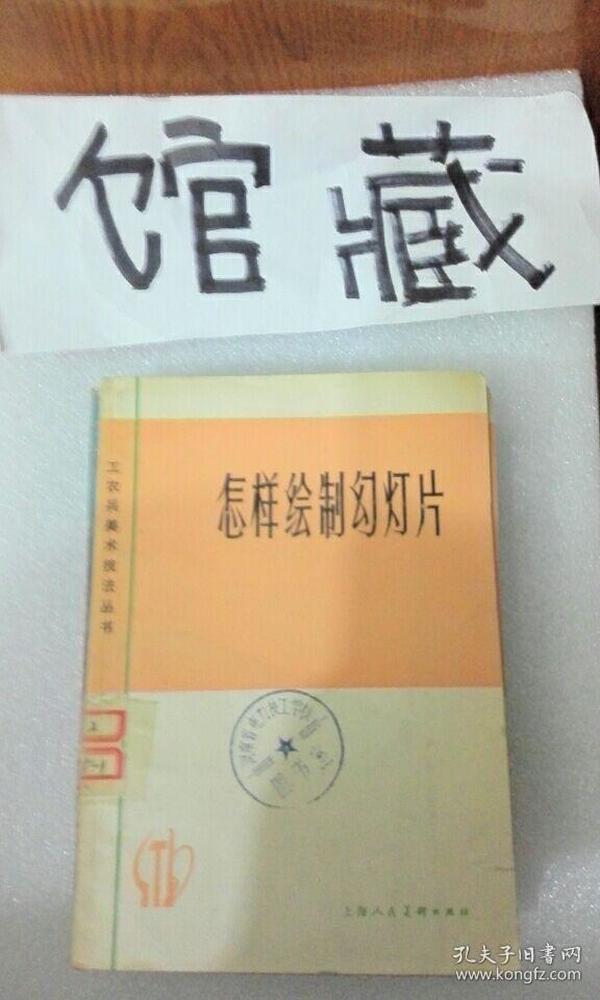 馆藏
怎样绘制幻灯片
工农兵美术技法丛书
上海人民美术出版社
孔夫子旧书网
www.kongfz.com